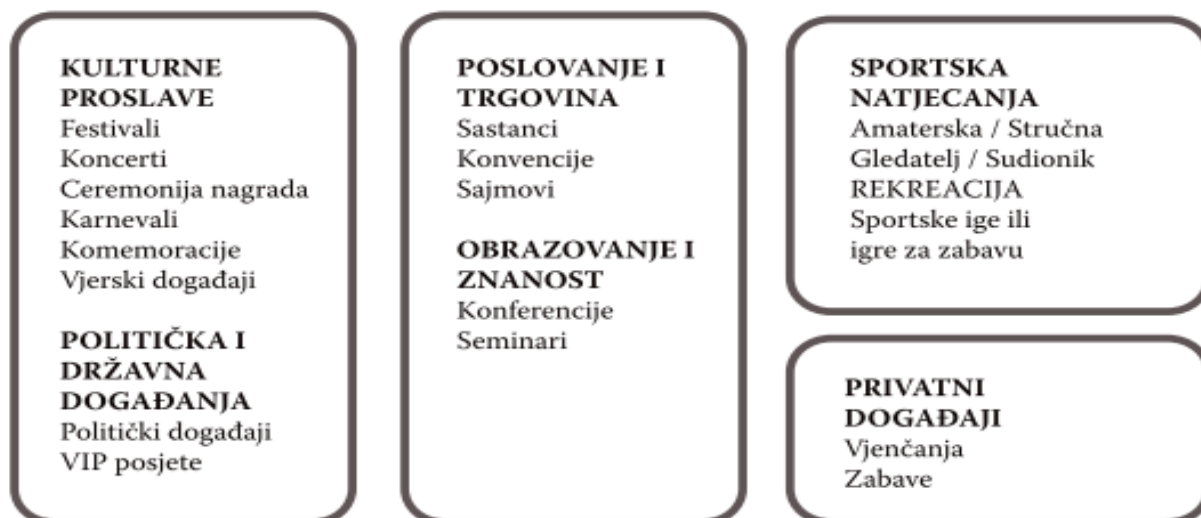 KULTURNE
PROSLAVE
Festivali
Koncerti
Ceremonija nagrada
Karnevali
Komemoracije
Vjerski događaji
POLITIČKA I
DRŽAVNA
DOGAĐANJA
Politički događaji
VIP posjete
POSLOVANJE I
TRGOVINA
Sastanci
Konvencije
Sajmovi
OBRAZOVANJE I
ZNANOST
Konferencije
Seminari
SPORTSKA
NATJECANJA
Amaterska / Stručna
Gledatelj / Sudionik
REKREACIJA
Sportske ige ili
igre za zabavu
PRIVATNI
DOGAĐAJI
Vjenčanja
Zabave